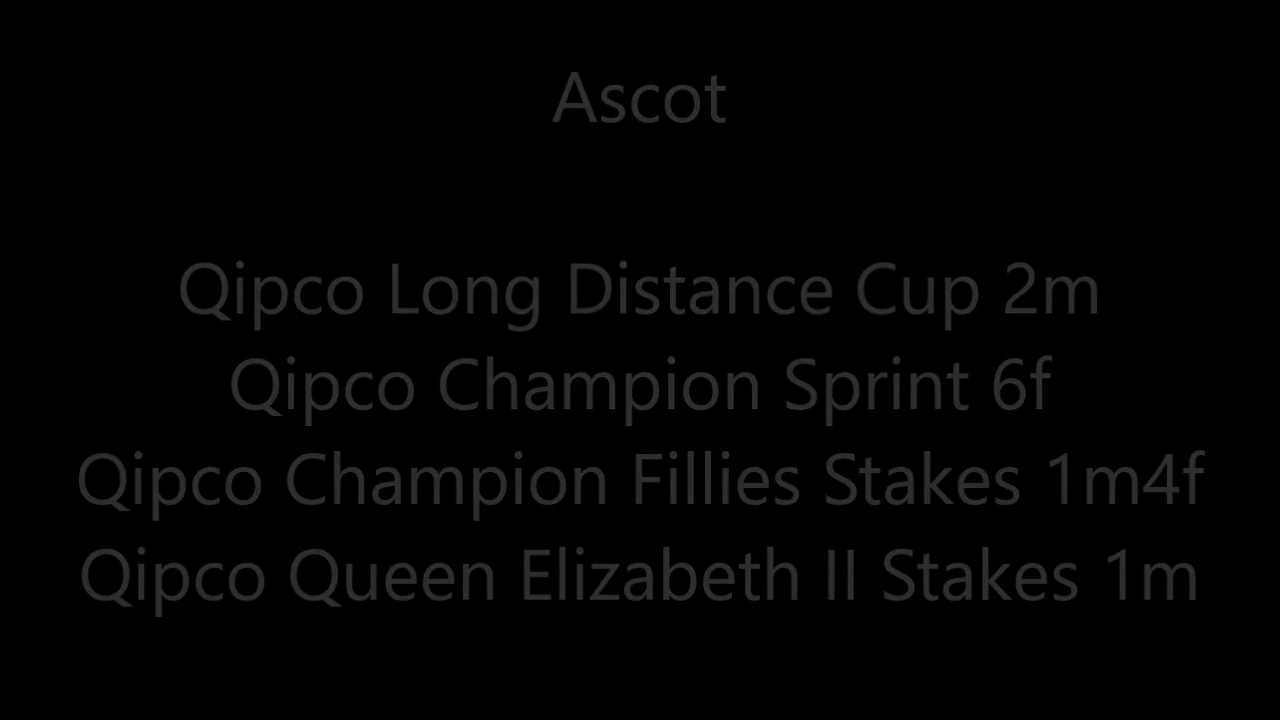 Ascot
Qipco Long Distance Cup 2m
Qipco Champion Sprint 6f
Qipco Champion Fillies Stakes 1m4f
Qipco Queen Elizabeth II Stakes 1m